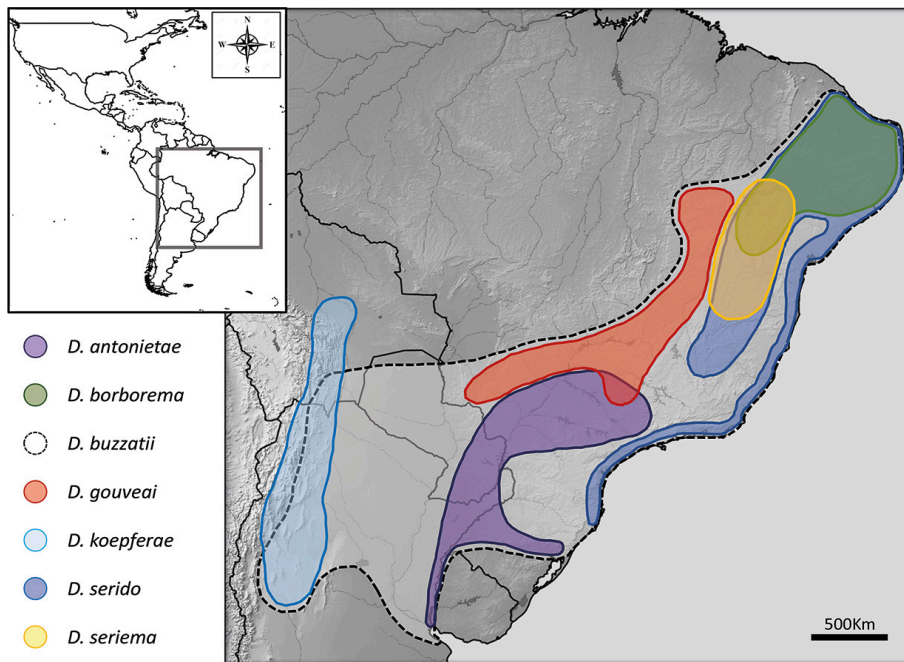 N
W E
S
D. antonietae
D. borborema
D. buzzatii
D. gouveai
D. koepferae
D. serido
D. seriema
500Km